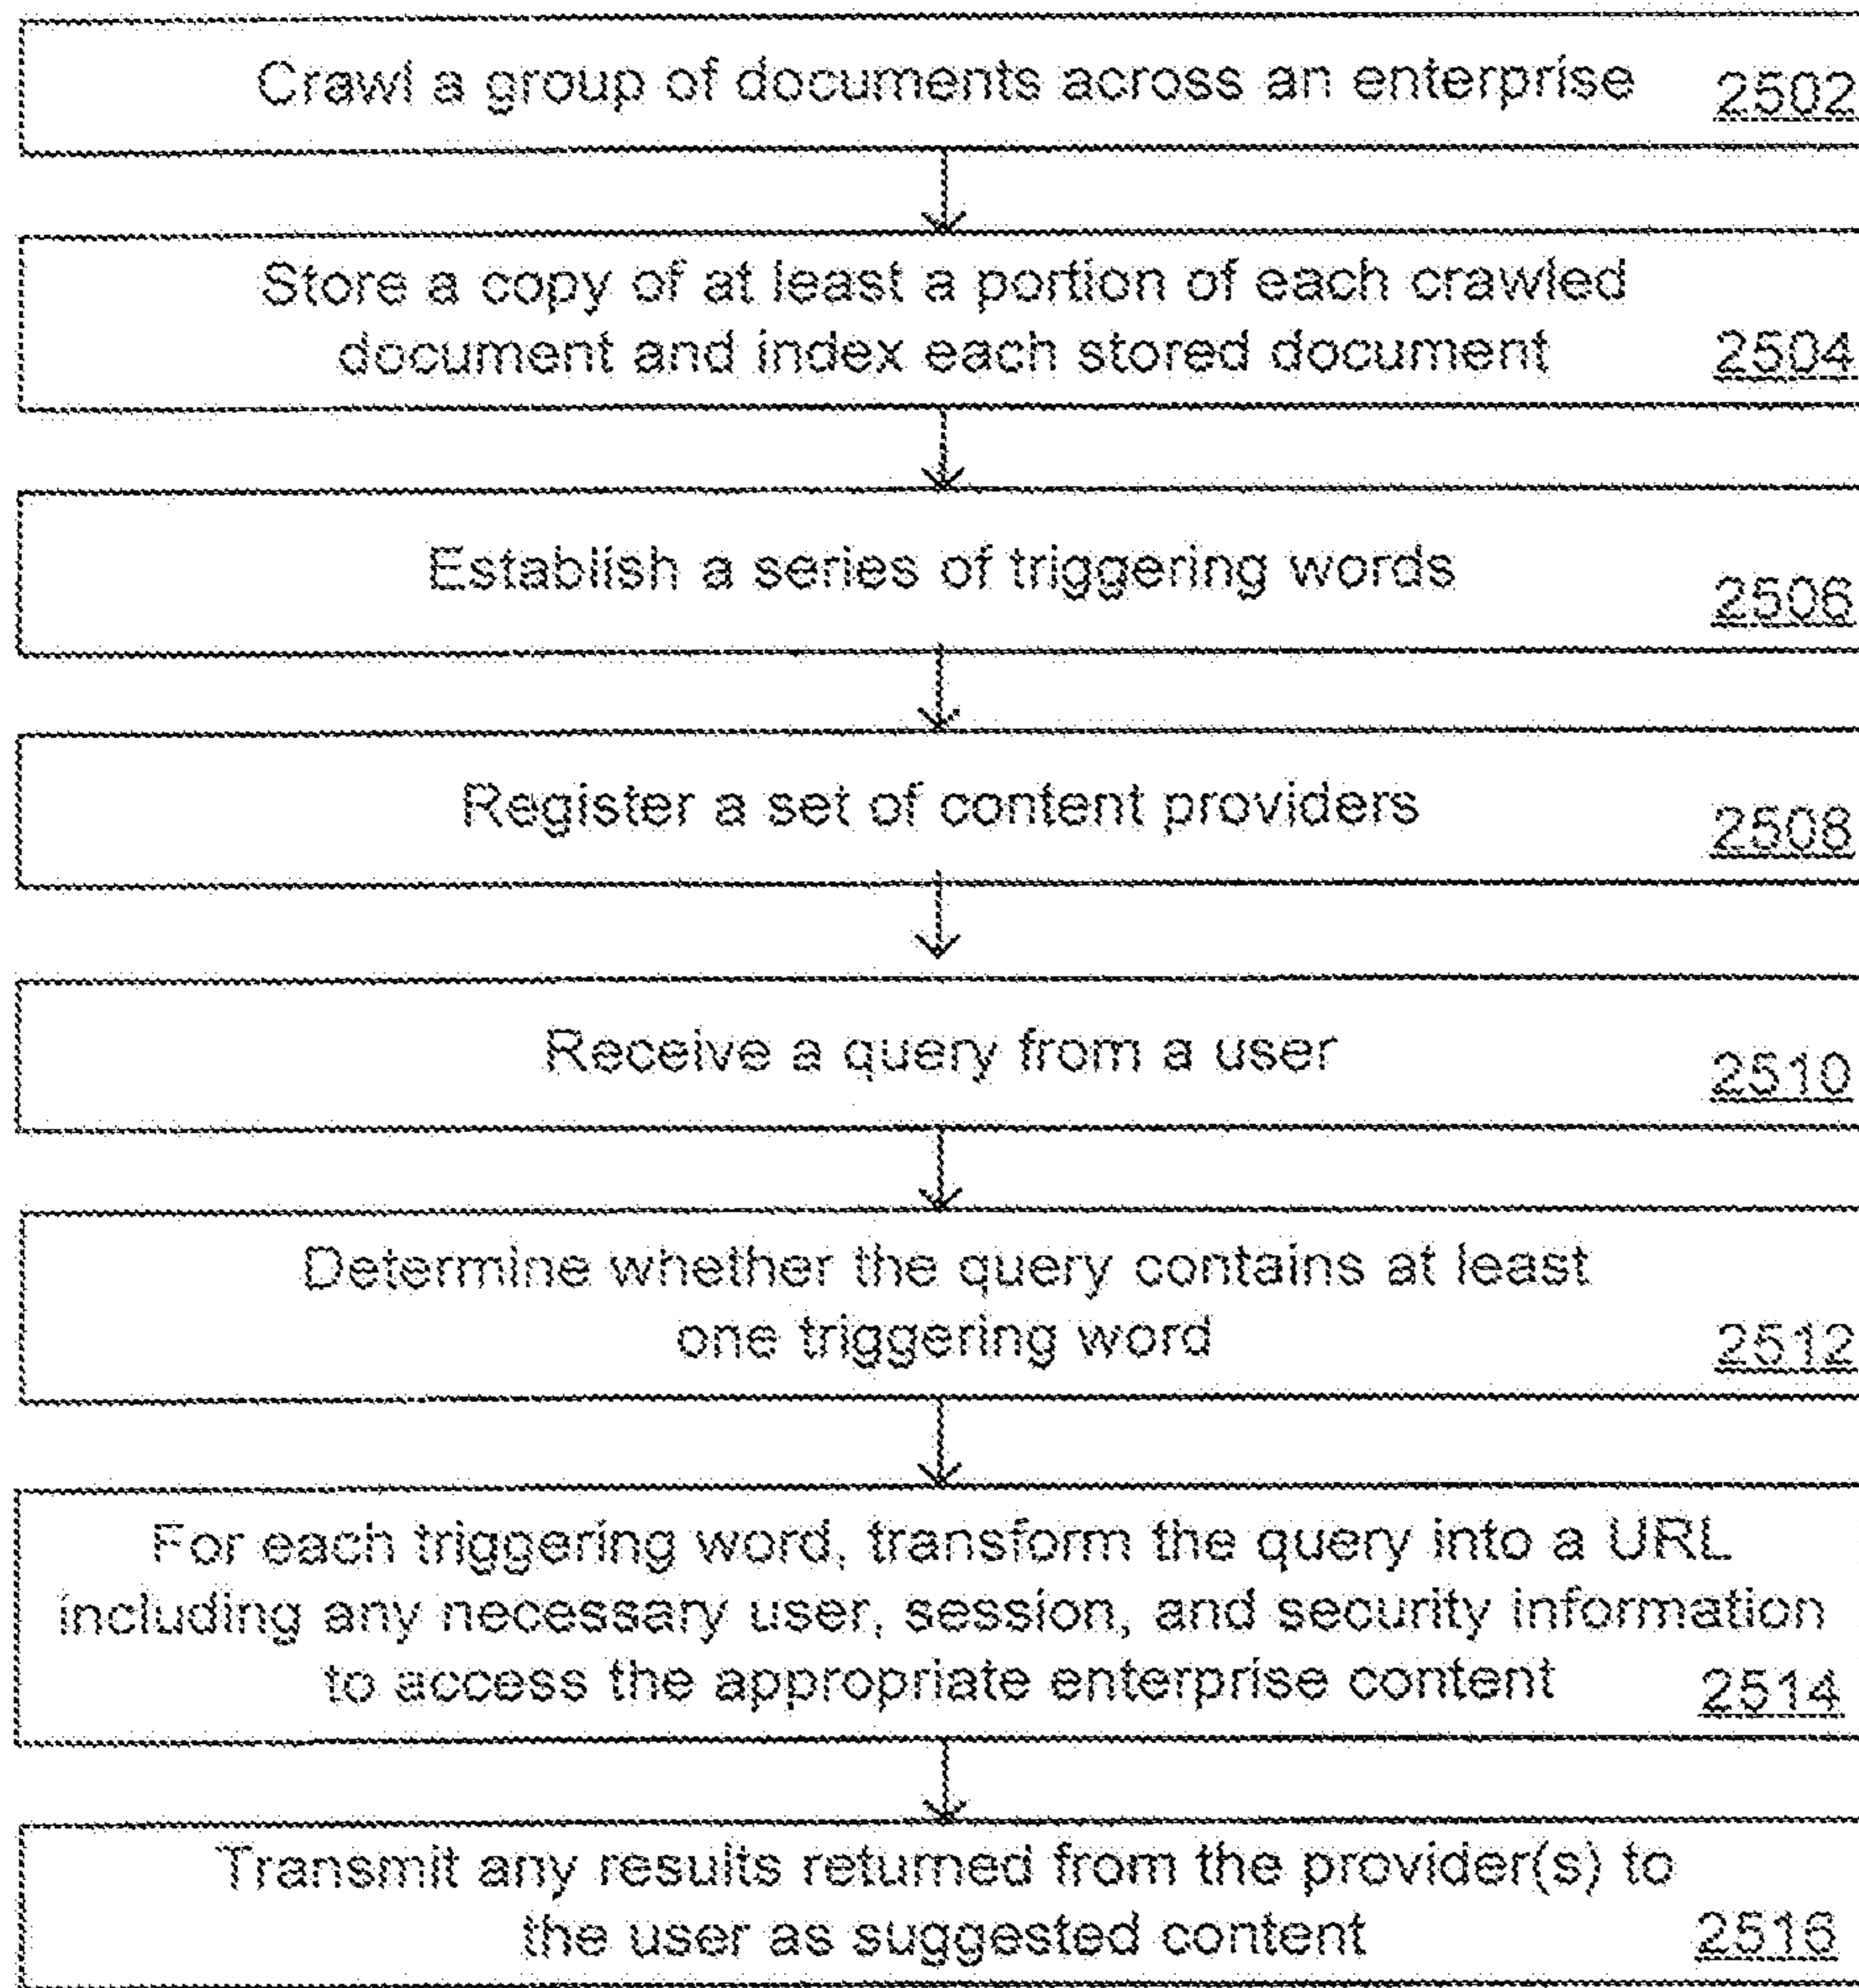 Crawl a group of documents across an enterprise 2502
Store a copy of at least a portion of each crawled
document and index each stored document 2504
Establish a series of triggering words
2506
Register a set of content providers
2508
Receive a query from a user
2510
Determine whether the query contains at least
one triggering word
2512
For each triggering word, transform the query into a URL
including any necessary user, session, and security information
to access the appropriate enterprise content 2514
Transmit any results returned from the provider(s) to
the user as suggested content 2516